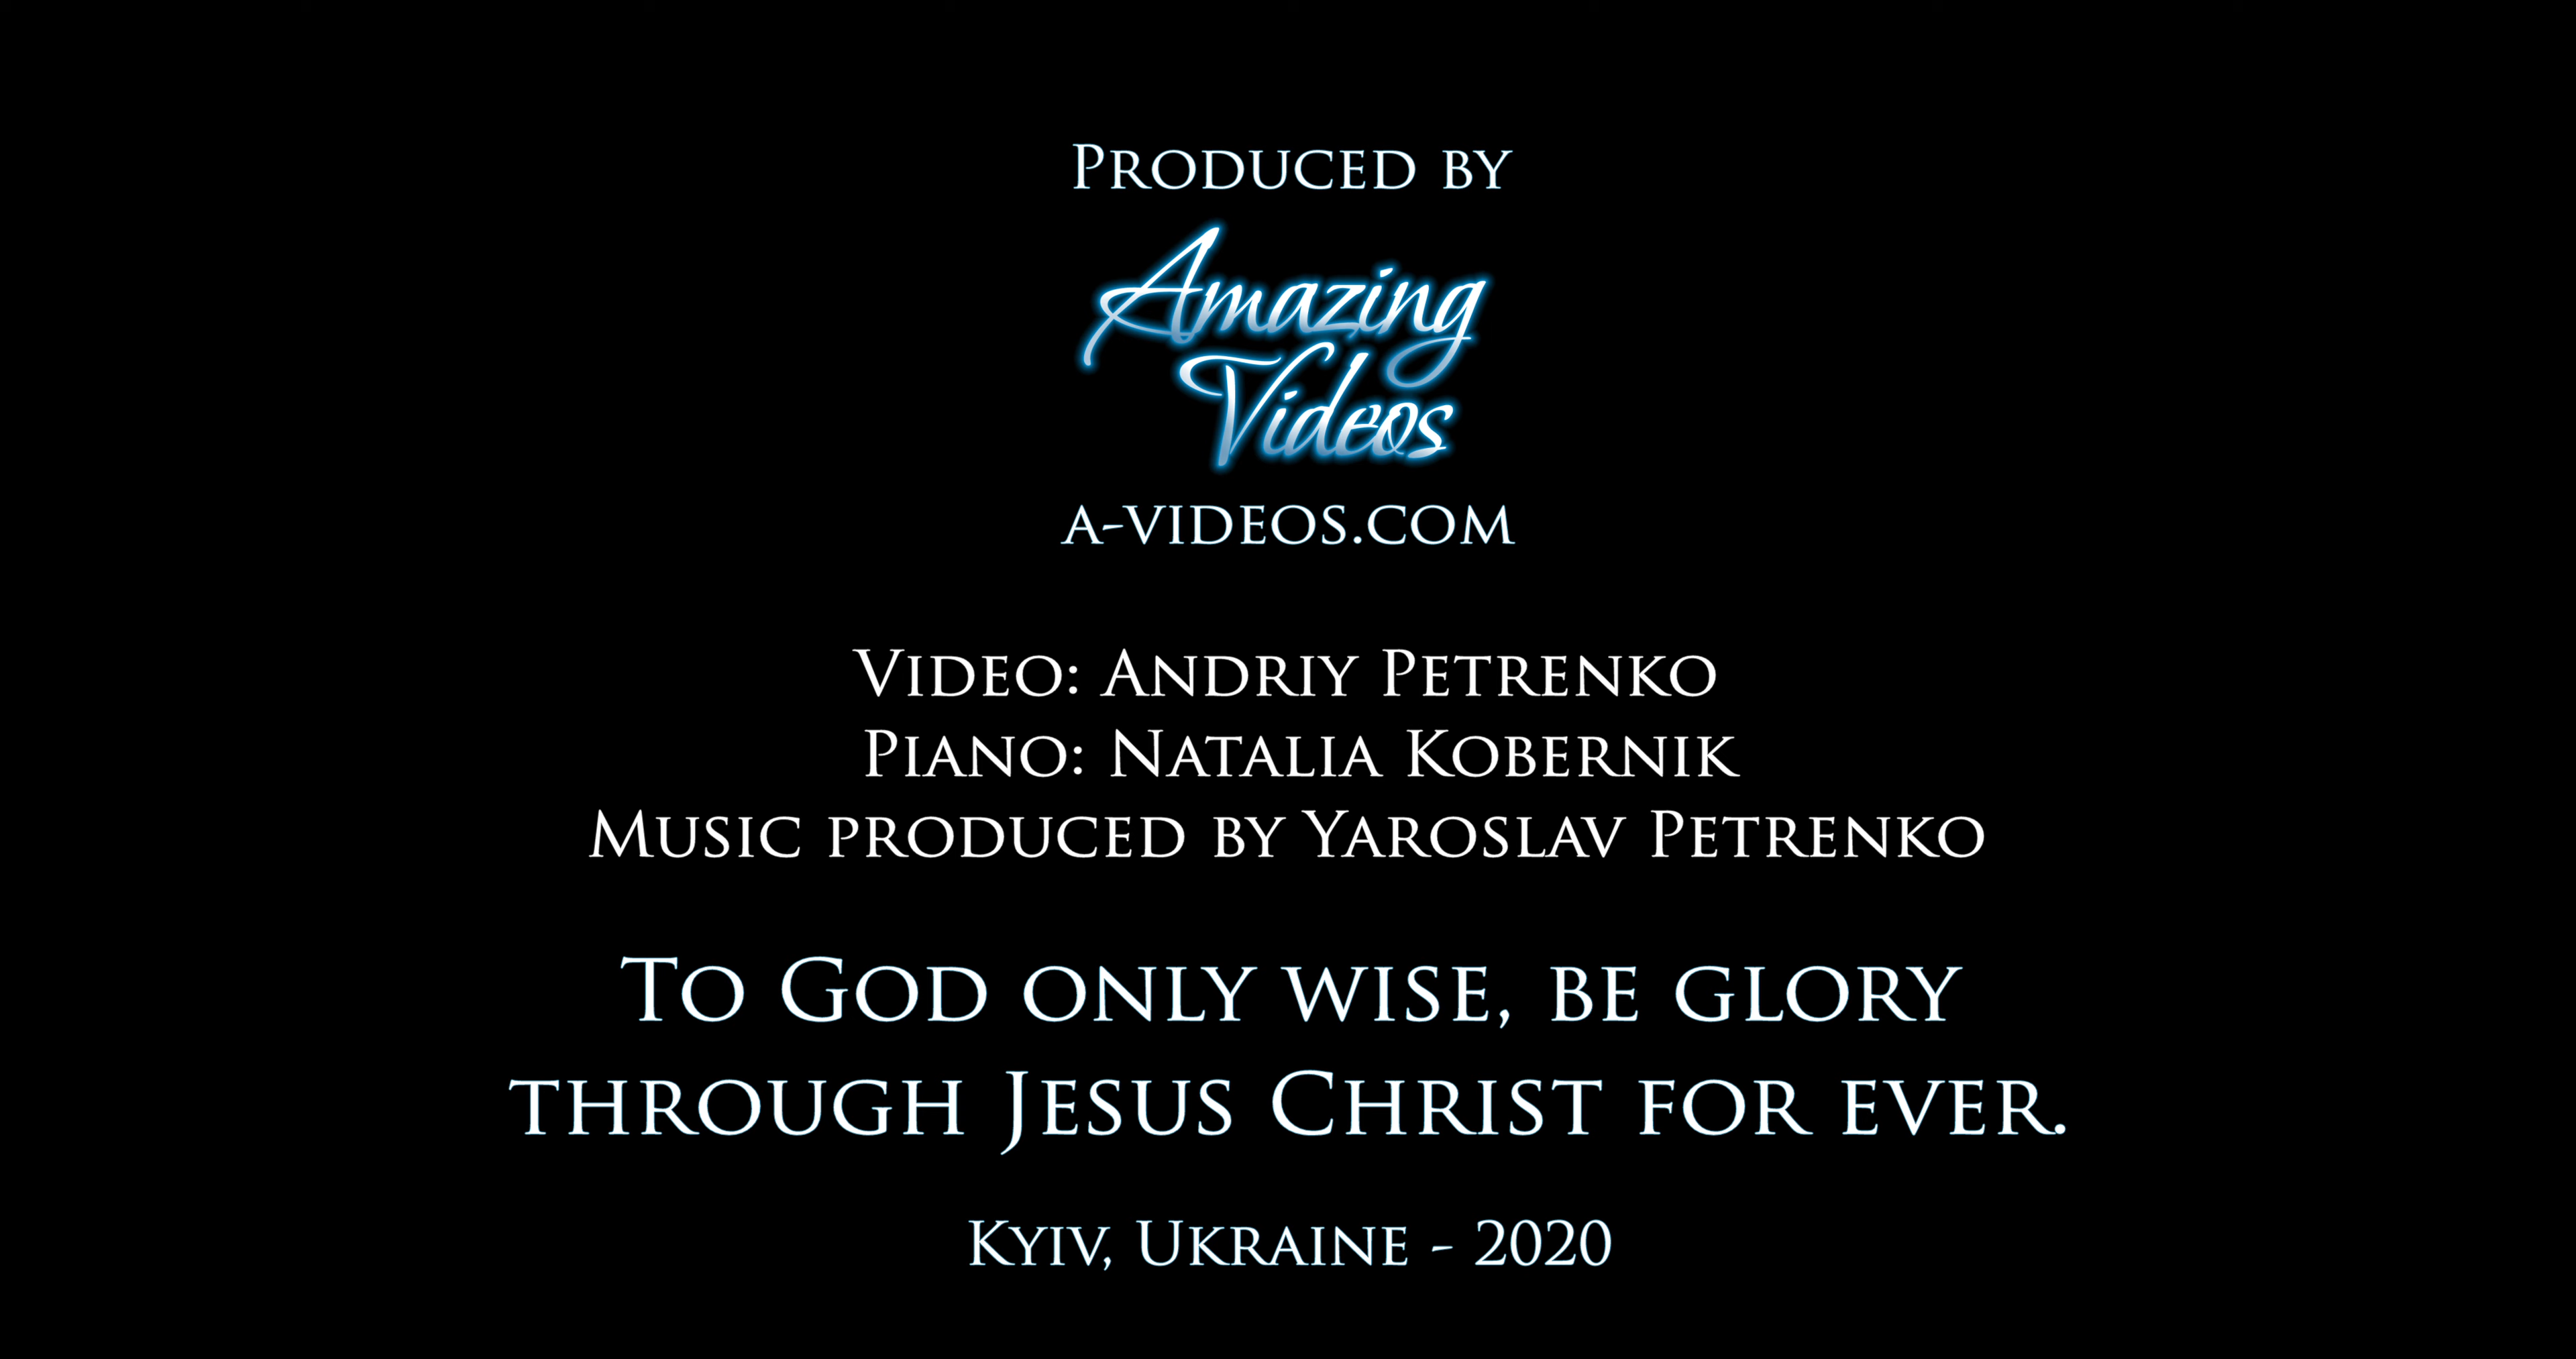 Produced by
Amazing
Videos
a-videos.com
Video: Andriy Petrenko
Piano: Natalia Kobernik
Music produced by Yaroslav Petrenko
To God only wise, be glory
through Jesus Christ for ever.
Kyiv, Ukraine - 2020